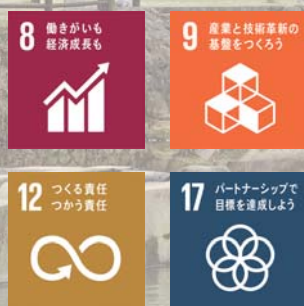 8 働きがいも
経済成長も
9 産業と技術革新の
基盤をつくろう
12 つくる責任
つかう責任
17 パートナーシップで
目標を達成しよう